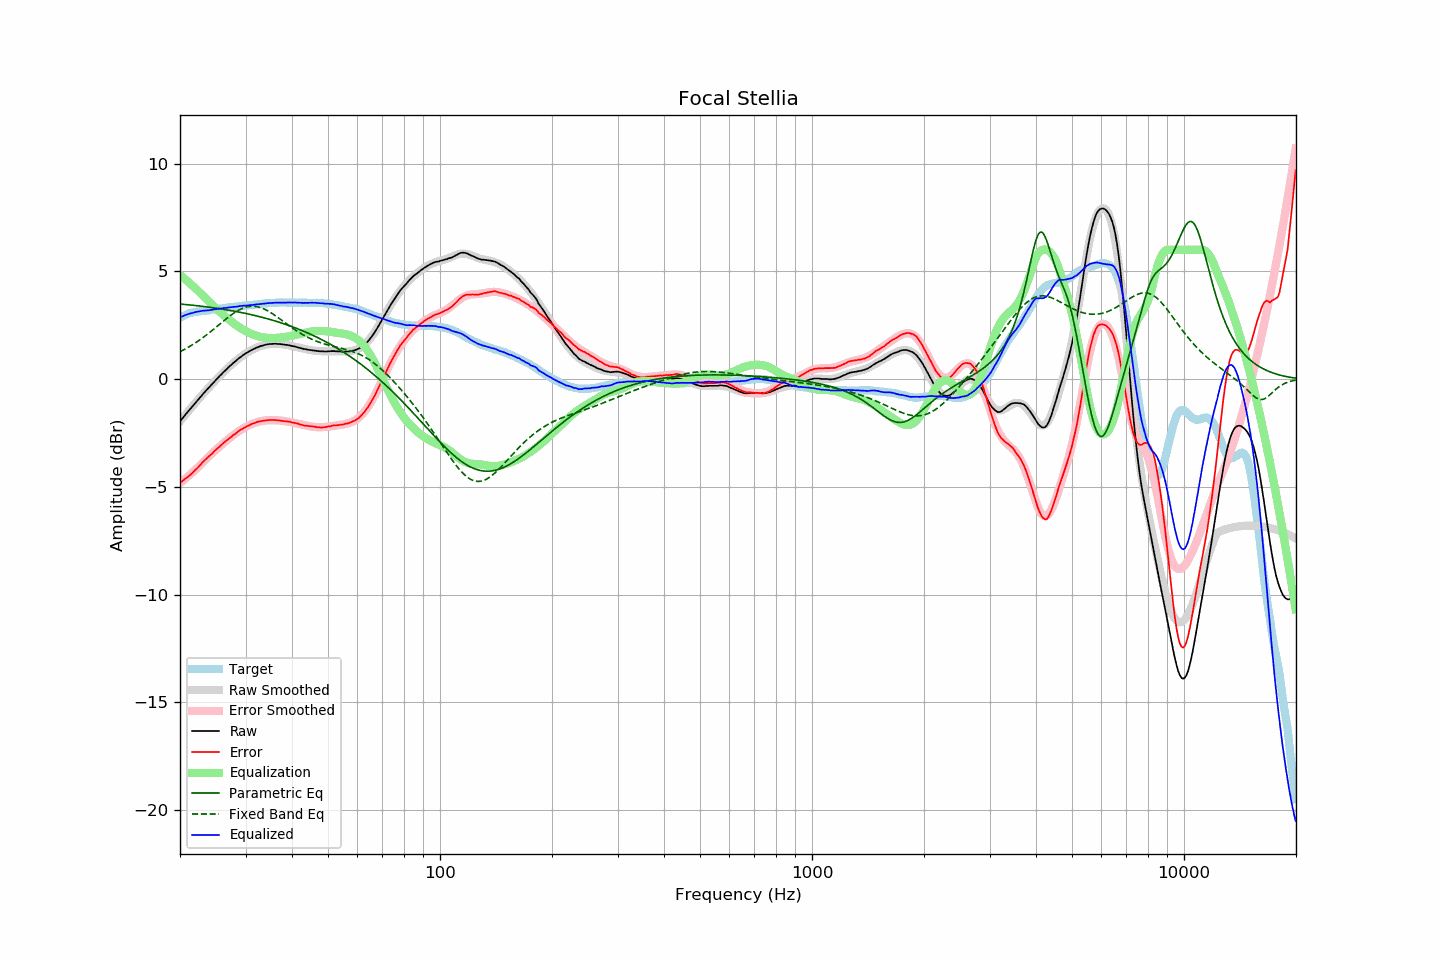 Focal Stellia
10
5
0
−5
−10
−15
−20
Amplitude (dBr)
Target
Raw Smoothed
Error Smoothed
Raw
Error
Equalization
Parametric Eq
Fixed Band Eq
Equalized
100
1000
10000
Frequency (Hz)